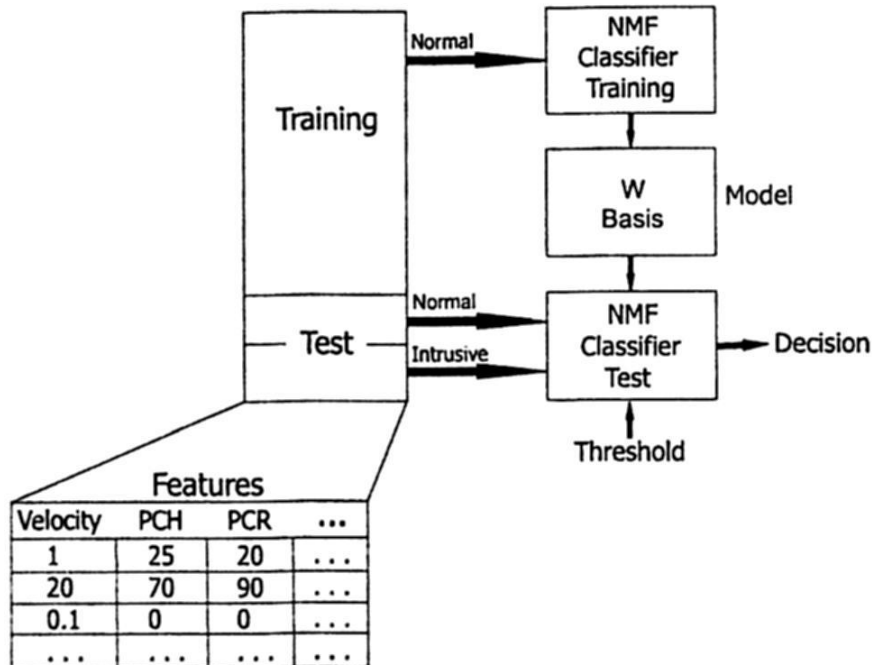 Training
Normal
NMF
Classifier
Training
W
Basis
Model
Test
Normal
Intrusive
NMF
Classifier
Test
Decision
Threshold
Features
Velocity PCH PCR ...
1 25 20 ...
20 70 90 ...
0.1 0 0 ...
... ... ... ...